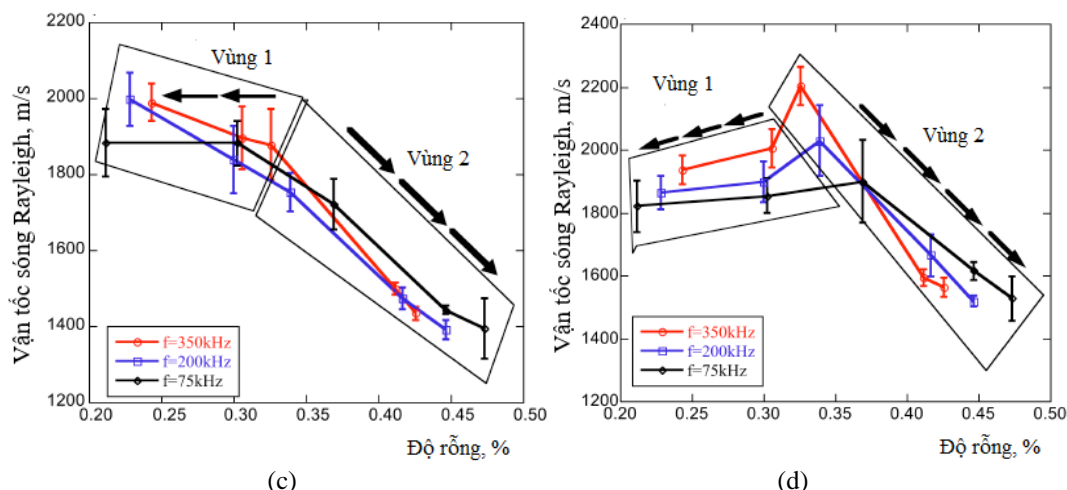 2200
2000
1800
1600
1400
1200
0.20
0.25
0.30
0.35
0.40
0.45
0.50
Vận tốc sóng Rayleigh, m/s
Vùng 1
Vùng 2
f=350kHz
f=200kHz
f=75kHz
Độ rỗng, %
(c)
2400
2200
2000
1800
1600
1400
1200
0.20
0.25
0.30
0.35
0.40
0.45
0.50
Vận tốc sóng Rayleigh, m/s
Vùng 1
Vùng 2
f=350kHz
f=200kHz
f=75kHz
Độ rỗng, %
(d)